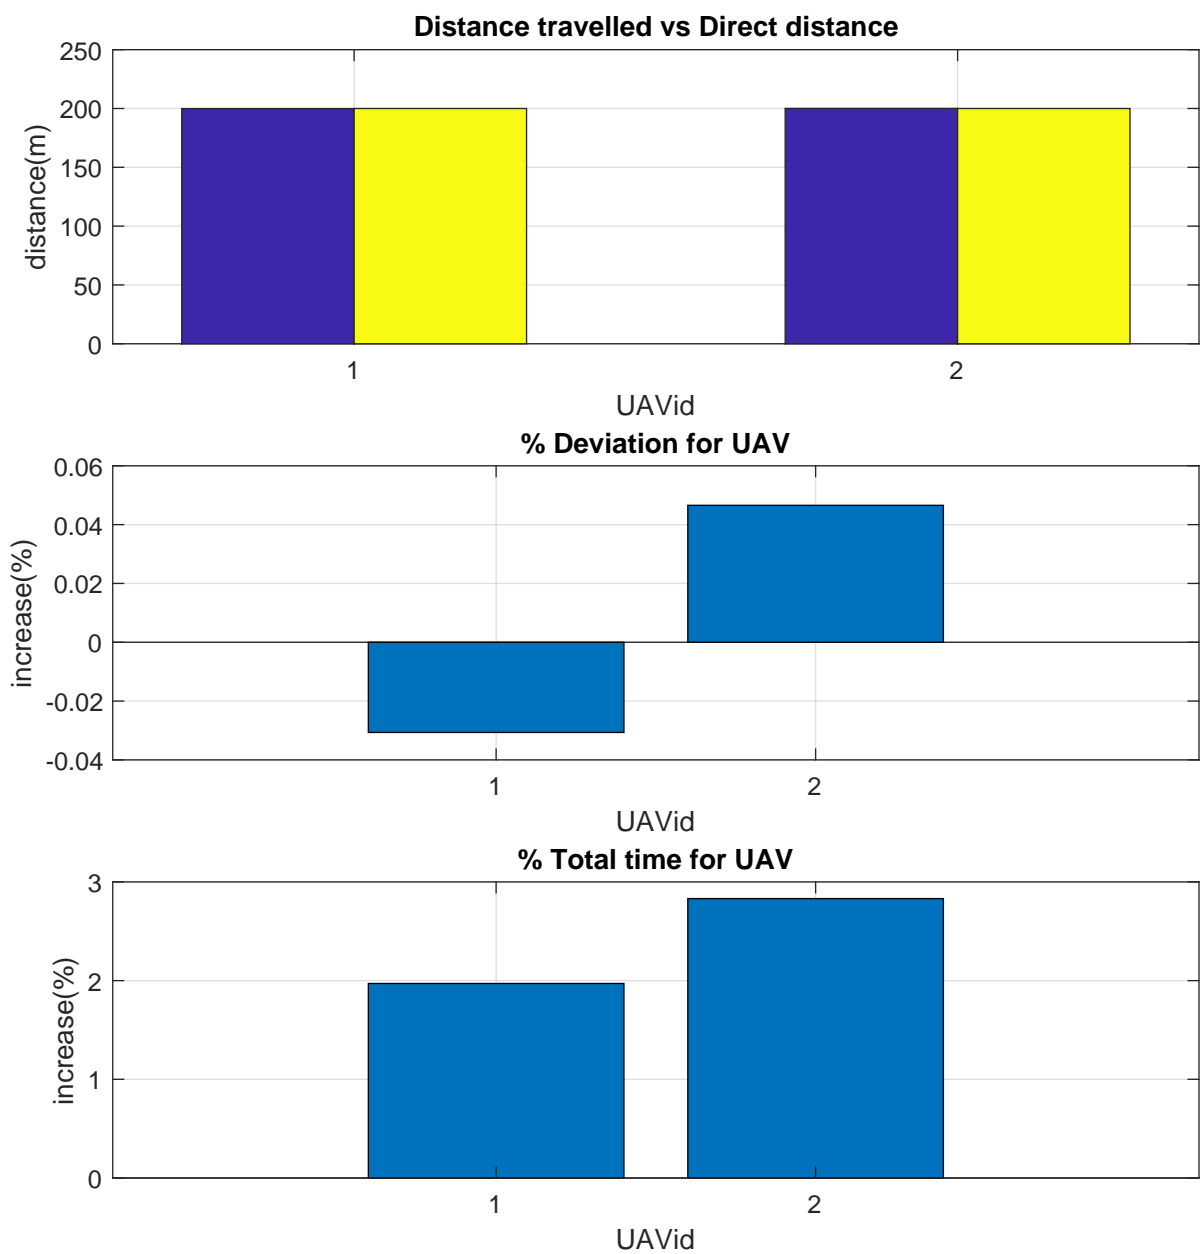 Distance travelled vs Direct distance
250
200
150
100
50
0
distance(m)
1 2
UAVid
% Deviation for UAV
0.06
0.04
0.02
0
-0.02
-0.04
increase(%)
1 2
UAVid
% Total time for UAV
3
2
1
0
increase(%)
1 2
UAVid